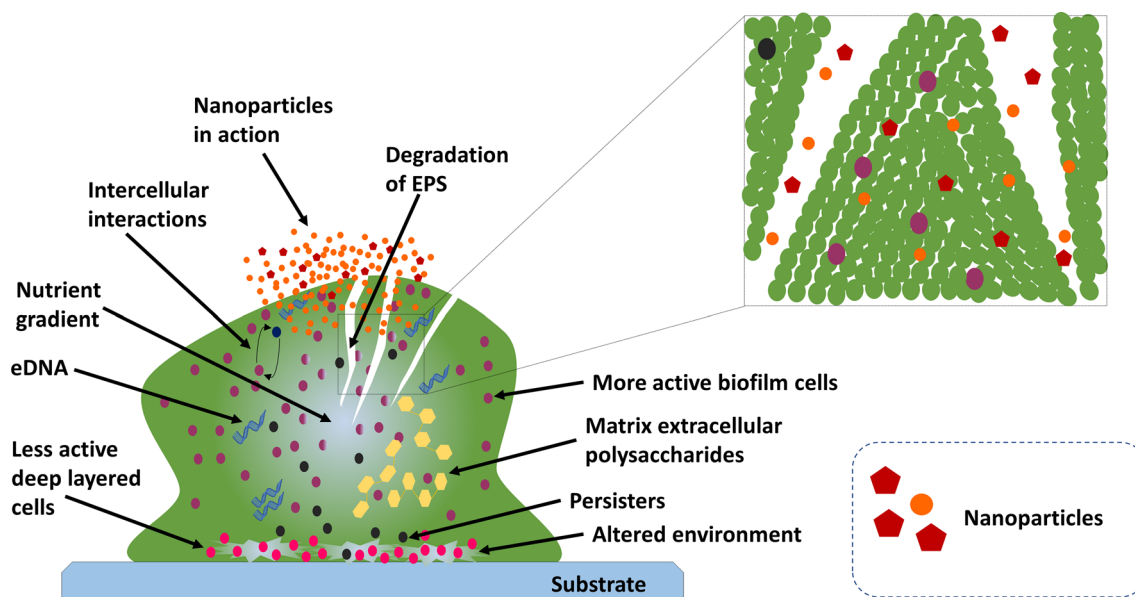 Nanoparticles
in action
Degradation
of EPS
Intercellular
interactions
Nutrient
gradient
eDNA
Less active
deep layered
cells
More active biofilm cells
Matrix extracellular
polysaccharides
Persisters
Altered environment
Substrate
Nanoparticles